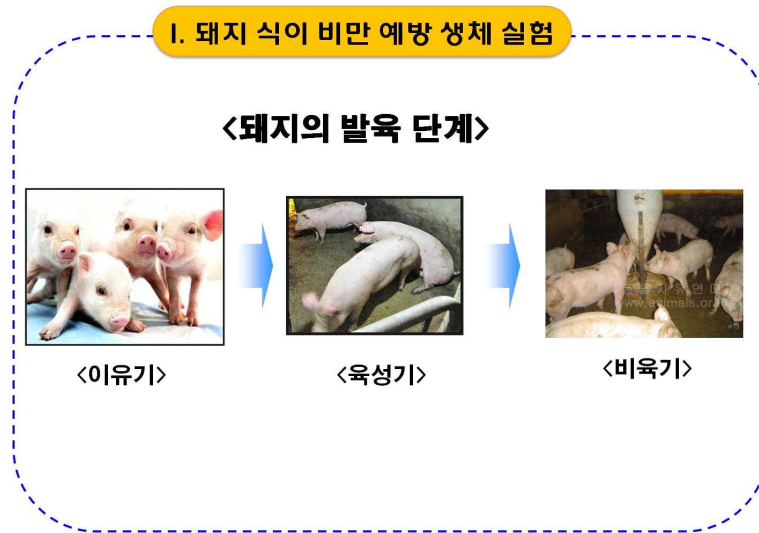 I. 돼지 식이 비만 예방 생체 실험
<돼지의 발육 단계>
<이유기>
<육성기>
<비육기>